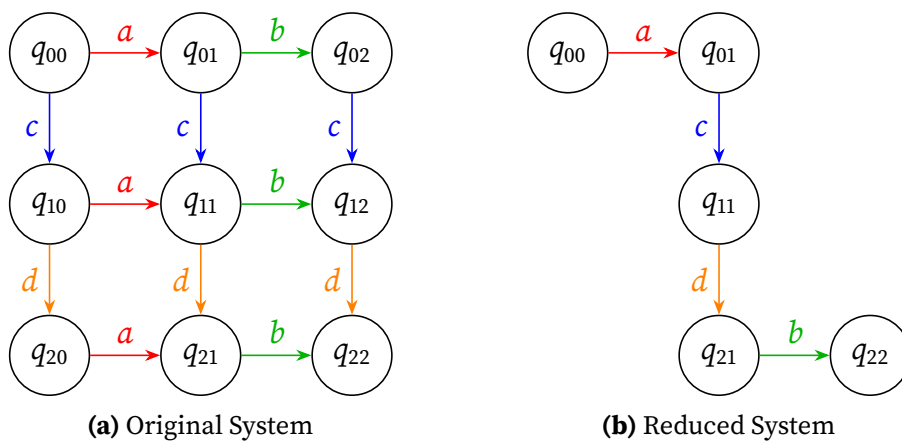 q00 a q01 b q02 q00 a q01
c c c c
q10 a q11 b q12 q11
d d d d
q20 a q21 b q22 q21 b q22
(a) Original System (b) Reduced System